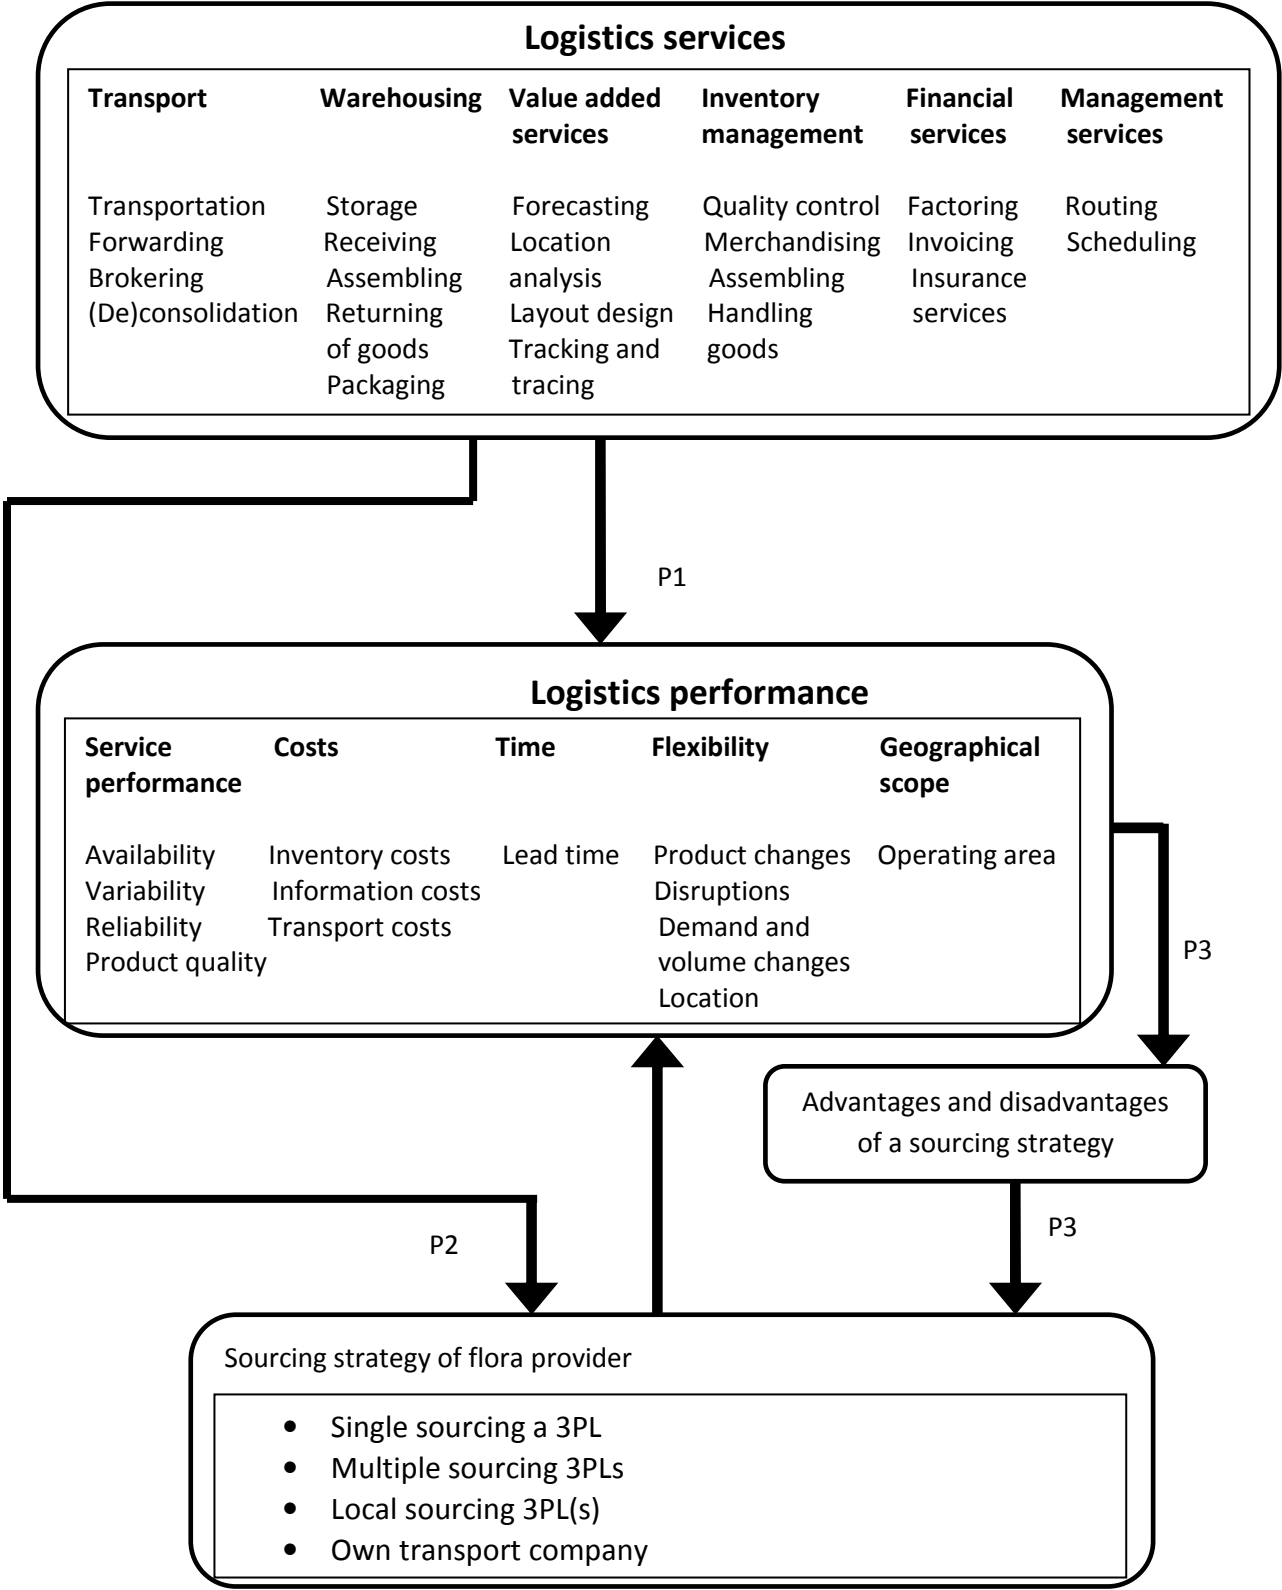 Logistics services
Transport Warehousing Value added Inventory Financial Management
services management services services
Transportation Storage Forecasting Quality control Factoring Routing
Forwarding Receiving Location Merchandising Invoicing Scheduling
Brokering Assembling analysis Assembling Insurance
(De)consolidation Returning Layout design Handling services
of goods Tracking and goods
Packaging tracing
P1
Logistics performance
Service Costs Time Flexibility Geographical
performance scope
Availability Inventory costs Lead time Product changes Operating area
Variability Information costs Disruptions
Reliability Transport costs Demand and
Product quality volume changes
Location
P3
Advantages and disadvantages
of a sourcing strategy
P3
P2
Sourcing strategy of flora provider
• Single sourcing a 3PL
• Multiple sourcing 3PLs
• Local sourcing 3PL(s)
• Own transport company